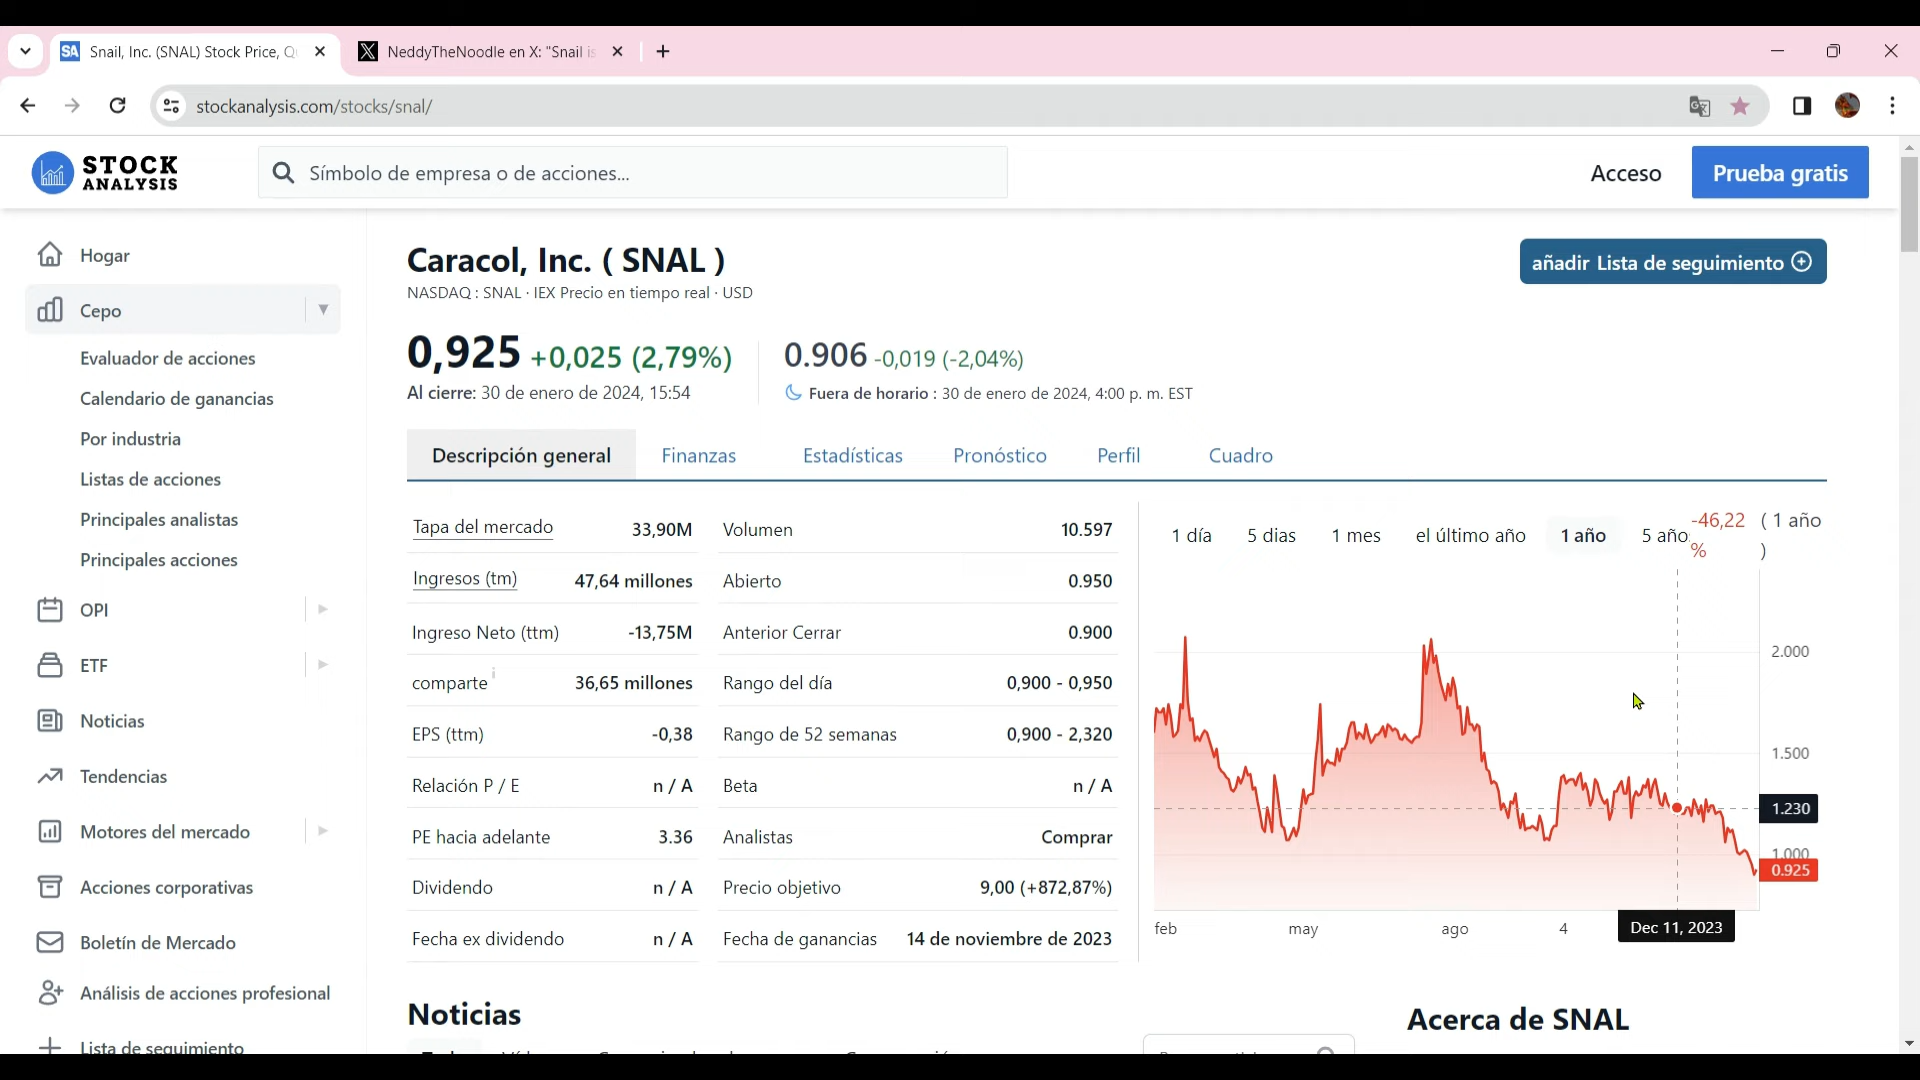 Snail, Inc. (SNAL) Stock Price, Q
NeddyTheNoodle en X: "Snail is
stockanalysis.com/stocks/snal/
STOCK
ANALYSIS
Símbolo de empresa o de acciones...
Acceso
Prueba gratis
Hogar
Cepo
Evaluador de acciones
Calendario de ganancias
Por industria
Listas de acciones
Principales analistas
Principales acciones
OPI
ETF
Noticias
Tendencias
Motores del mercado
Acciones corporativas
Boletín de Mercado
Análisis de acciones profesional
Lista de seguimiento
Caracol, Inc. ( SNAL )
NASDAQ : SNAL · IEX Precio en tiempo real · USD
añadir Lista de seguimiento
0,925 +0,025 (2,79%)
Al cierre: 30 de enero de 2024, 15:54
0.906 -0,019 (-2,04%)
Fuera de horario : 30 de enero de 2024, 4:00 p. m. EST
Descripción general
Finanzas
Estadísticas
Pronóstico
Perfil
Cuadro
Tapa del mercado 33,90M
Ingresos (tm) 47,64 millones
Ingreso Neto (ttm) -13,75M
comparte i 36,65 millones
EPS (ttm) -0,38
Relación P / E n / A
PE hacia adelante 3.36
Dividendo n / A
Fecha ex dividendo n / A
Volumen 10.597
Abierto 0.950
Anterior Cerrar 0.900
Rango del día 0,900 - 0,950
Rango de 52 semanas 0,900 - 2,320
Beta n / A
Analistas Comprar
Precio objetivo 9,00 (+872,87%)
Fecha de ganancias 14 de noviembre de 2023
1 día
5 dias
1 mes
el último año
1 año
5 año
-46,22 ( 1 año
% )
2.000
1.500
1.230
1.000
0.925
feb
may
ago
4
Dec 11, 2023
Noticias
Acerca de SNAL